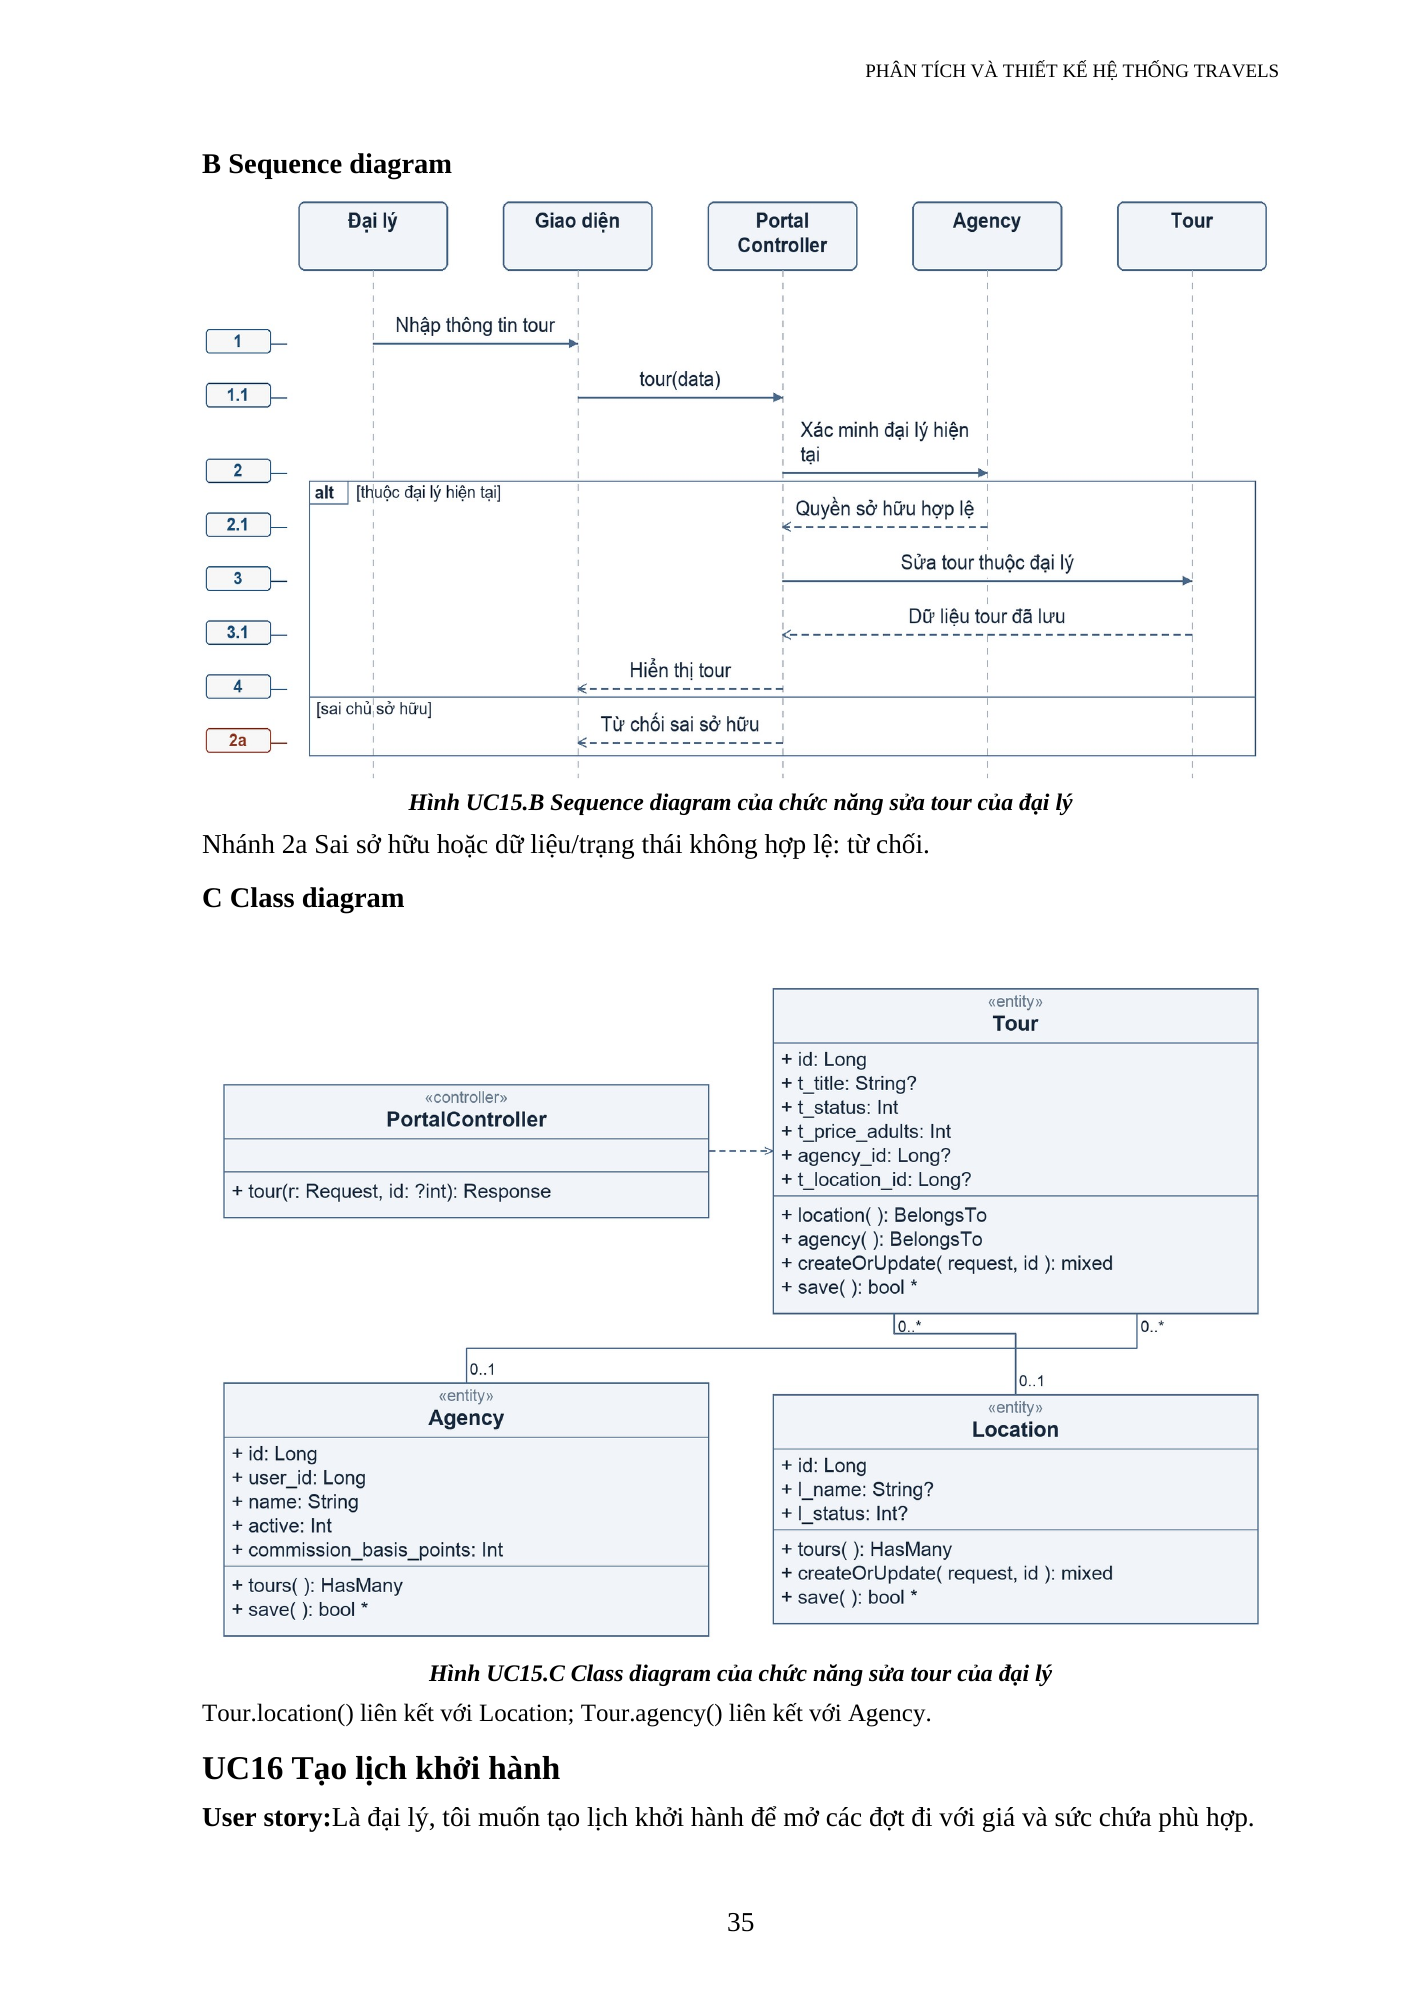 PHÂN TÍCH VÀ THIẾT KẾ HỆ THỐNG TRAVELS
B Sequence diagram
Đại lý
Giao diện
Portal
Controller
Agency
Tour
1
Nhập thông tin tour
1.1
tour(data)
Xác minh đại lý hiện
tại
2
alt
[thuộc đại lý hiện tại]
2.1
Quyền sở hữu hợp lệ
3
Sửa tour thuộc đại lý
3.1
Dữ liệu tour đã lưu
4
Hiển thị tour
[sai chủ sở hữu]
2a
Từ chối sai sở hữu
Hình UC15.B Sequence diagram của chức năng sửa tour của đại lý
Nhánh 2a Sai sở hữu hoặc dữ liệu/trạng thái không hợp lệ: từ chối.
C Class diagram
«entity»
Tour
+ id: Long
+ t_title: String?
+ t_status: Int
+ t_price_adults: Int
+ agency_id: Long?
+ t_location_id: Long?
+ location( ): BelongsTo
+ agency( ): BelongsTo
+ createOrUpdate( request, id ): mixed
+ save( ): bool *
«controller»
PortalController
+ tour(r: Request, id: ?int): Response
0..*
0..*
0..1
0..1
«entity»
Agency
+ id: Long
+ user_id: Long
+ name: String
+ active: Int
+ commission_basis_points: Int
+ tours( ): HasMany
+ save( ): bool *
«entity»
Location
+ id: Long
+ l_name: String?
+ l_status: Int?
+ tours( ): HasMany
+ createOrUpdate( request, id ): mixed
+ save( ): bool *
Hình UC15.C Class diagram của chức năng sửa tour của đại lý
Tour.location() liên kết với Location; Tour.agency() liên kết với Agency.
UC16 Tạo lịch khởi hành
User story:Là đại lý, tôi muốn tạo lịch khởi hành để mở các đợt đi với giá và sức chứa phù hợp.
35